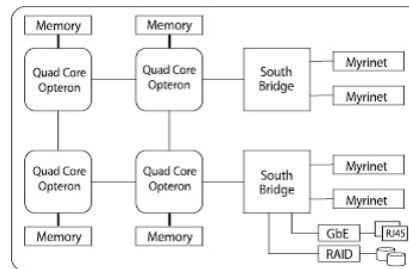 Memory
Memory
Quad Core
Opteron
Quad Core
Opteron
South
Bridge
Myrinet
Myrinet
Quad Core
Opteron
Quad Core
Opteron
South
Bridge
Myrinet
Myrinet
Memory
Memory
GbE
RJ45
RAID